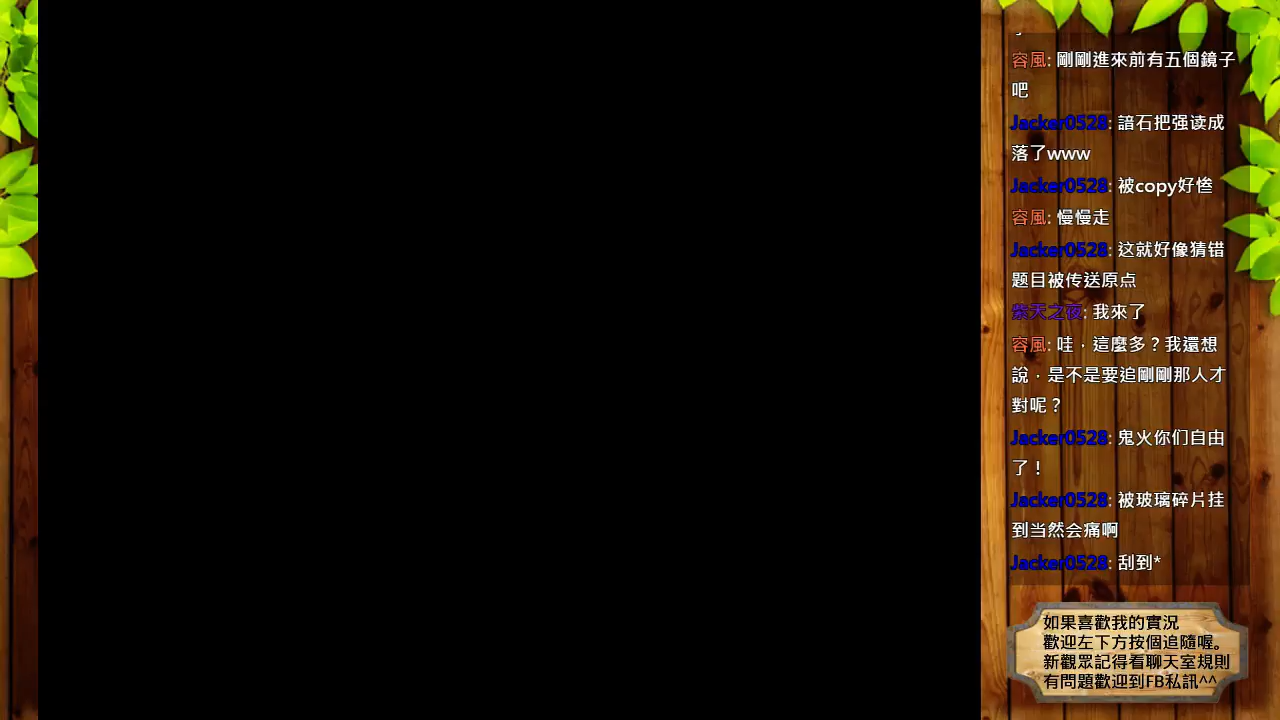 容風: 剛剛進來前有五個鏡子
吧
Jacker0528: 諳石把强读成
落了www
Jacker0528: 被copy好惨
容風: 慢慢走
Jacker0528: 这就好像猜错
题目被传送原点
紫天之夜: 我來了
容風: 哇，這麼多？我還想
說，是不是要追剛剛那人才
對呢？
Jacker0528: 鬼火你们自由
了！
Jacker0528: 被玻璃碎片挂
到当然会痛啊
Jacker0528: 刮到*
如果喜歡我的實況
歡迎左下方按個追隨喔。
新觀眾記得看聊天室規則
有問題歡迎到FB私訊^^